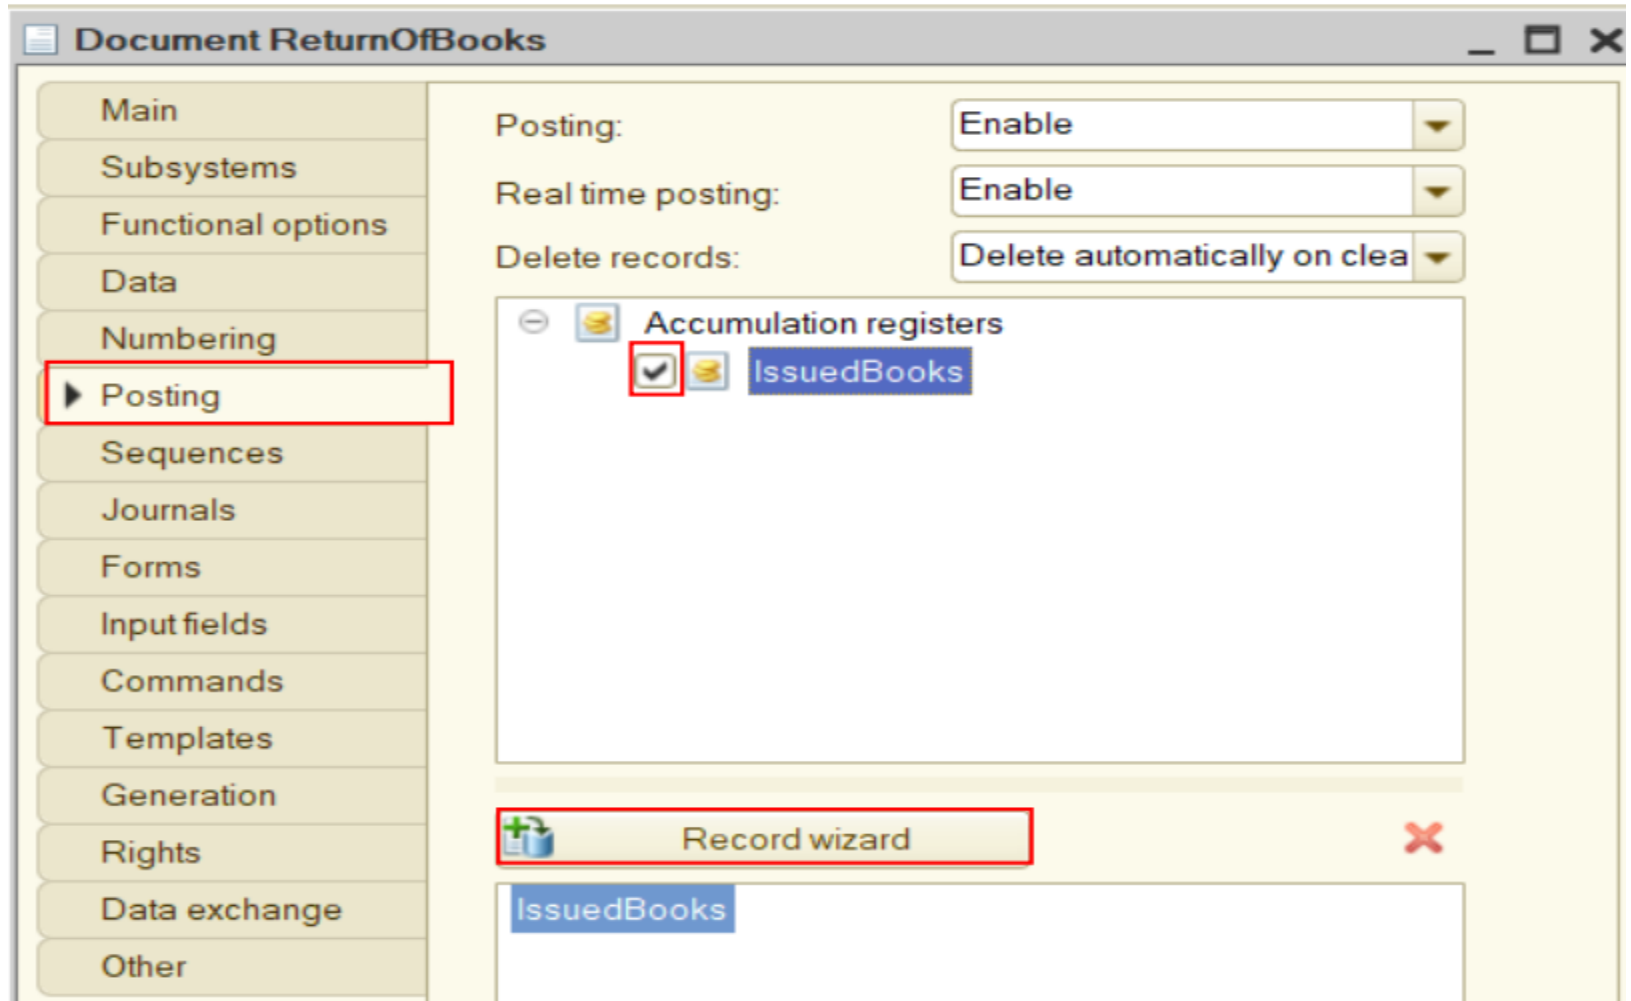 Document ReturnOfBooks
Main
Subsystems
Functional options
Data
Numbering
Posting
Sequences
Journals
Forms
Input fields
Commands
Templates
Generation
Rights
Data exchange
Other
Posting: Enable
Real time posting: Enable
Delete records: Delete automatically on clea
Accumulation registers
IssuedBooks
Record wizard
IssuedBooks